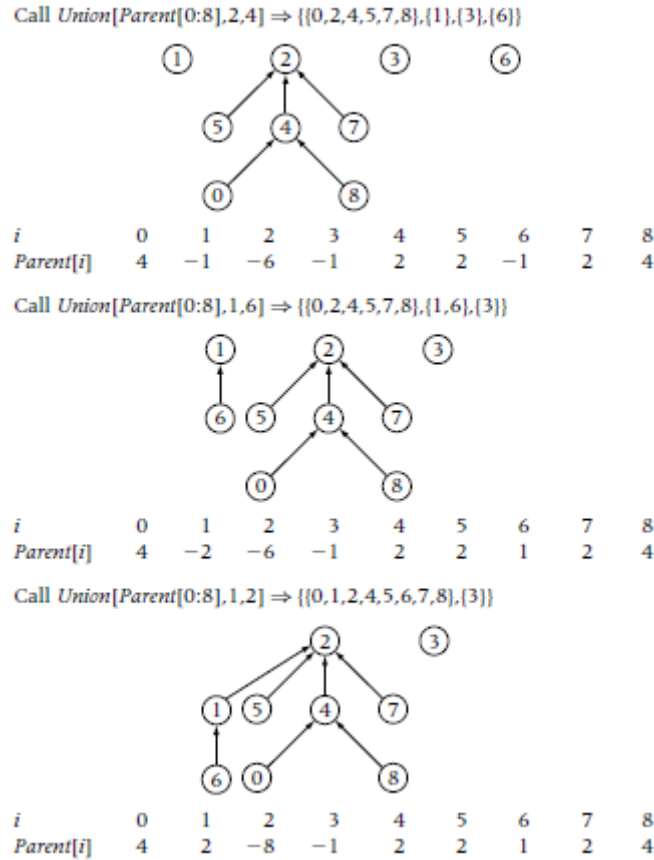 Call Union[Parent[0:8],2,4] ⇒ {{0,2,4,5,7,8},{1},{3},{6}}
1 2 3 6
5 4 7
0 8
i 0 1 2 3 4 5 6 7 8
Parent[i] 4 −1 −6 −1 2 2 −1 2 4
Call Union[Parent[0:8],1,6] ⇒ {{0,2,4,5,7,8},{1,6},{3}}
1 2 3
6 5 4 7
0 8
i 0 1 2 3 4 5 6 7 8
Parent[i] 4 −2 −6 −1 2 2 1 2 4
Call Union[Parent[0:8],1,2] ⇒ {{0,1,2,4,5,6,7,8},{3}}
2 3
1 5 4 7
6 0 8
i 0 1 2 3 4 5 6 7 8
Parent[i] 4 2 −8 −1 2 2 1 2 4